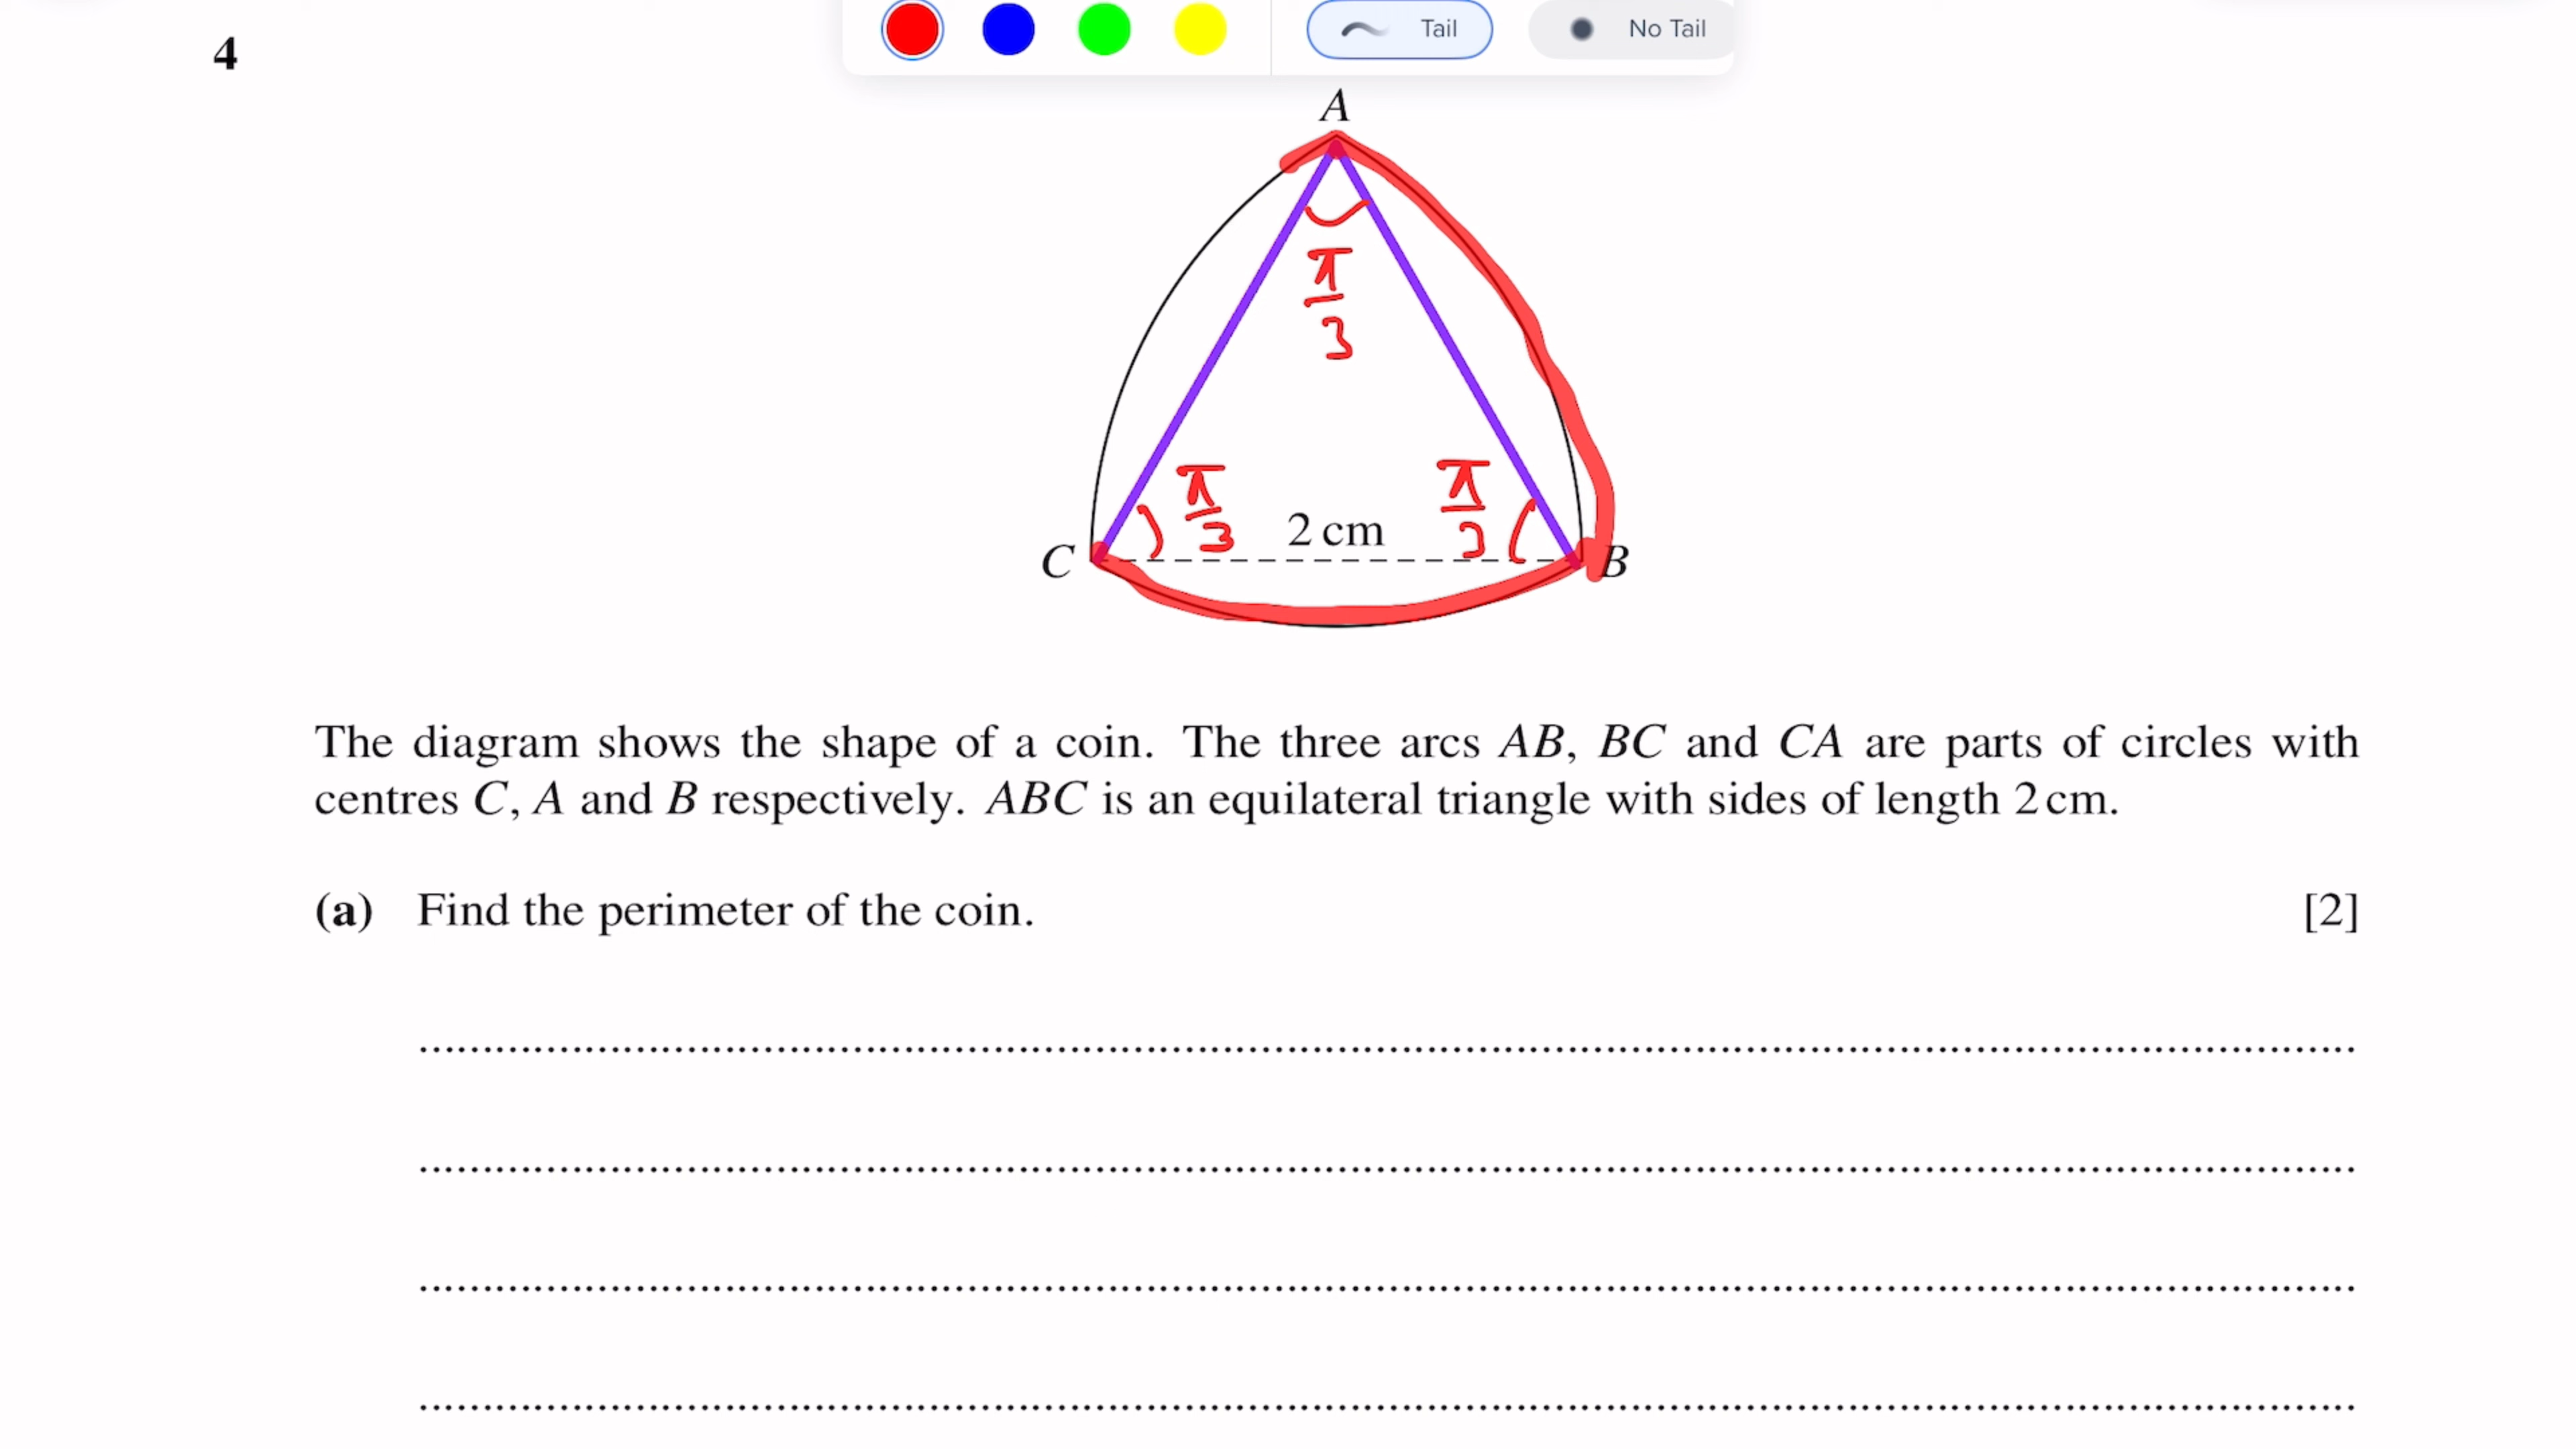 4
Tail No Tail
A
π
3
π
3
π
3
2 cm
C
B
The diagram shows the shape of a coin. The three arcs AB, BC and CA are parts of circles with
centres C, A and B respectively. ABC is an equilateral triangle with sides of length 2 cm.
(a) Find the perimeter of the coin. [2]